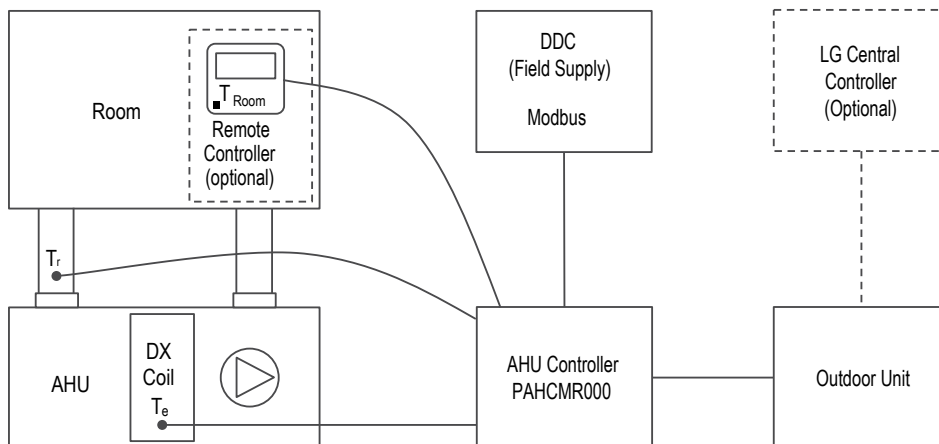 Room
T Room
Remote
Controller
(optional)
DDC
(Field Supply)
Modbus
LG Central
Controller
(Optional)
Tr
AHU
DX
Coil
Te
AHU Controller
PAHCMR000
Outdoor Unit